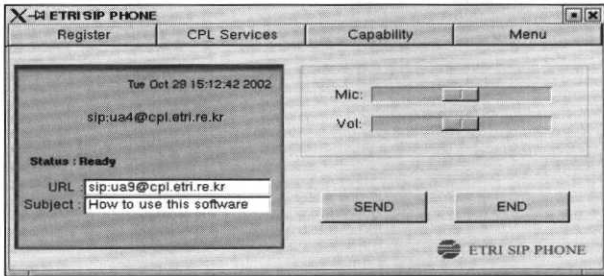 ETRI SIP PHONE
Register CPL Services Capability Menu
Tue Oct 29 15:12:42 2002
sip:ua4@cpl.etri.re.kr
Status : Ready
URL : sip:ua9@cpl.etri.re.kr
Subject : How to use this software
Mic:
Vol:
SEND END
ETRI SIP PHONE